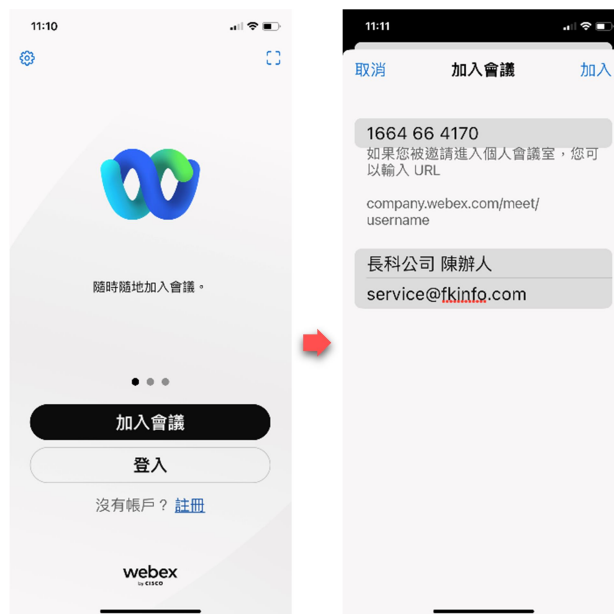 11:10
隨時隨地加入會議。
加入會議
登入
沒有帳戶？ 註冊
webex
by CISCO
11:11
取消 加入會議 加入
1664 66 4170
如果您被邀請進入個人會議室，您可
以輸入 URL
company.webex.com/meet/
username
長科公司 陳辦人
service@fkinfo.com